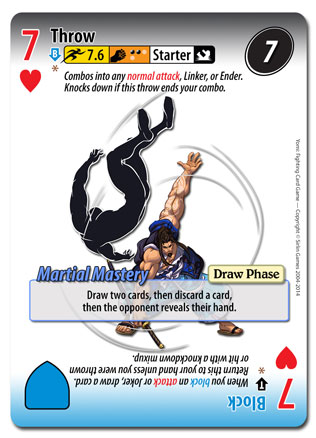 7
Throw
B 7.6 Starter
7
* Combos into any normal attack, Linker, or Ender.
Knocks down if this throw ends your combo.
Martial Mastery
Draw Phase
Draw two cards, then discard a card,
then the opponent reveals their hand.
Yomi Fighting Card Game — Copyright © Sirlin Games 2004-2014
7
Block
* When you block an attack or Joker, draw a card.
Return this to your hand unless you were thrown
or hit with a knockdown mixup.